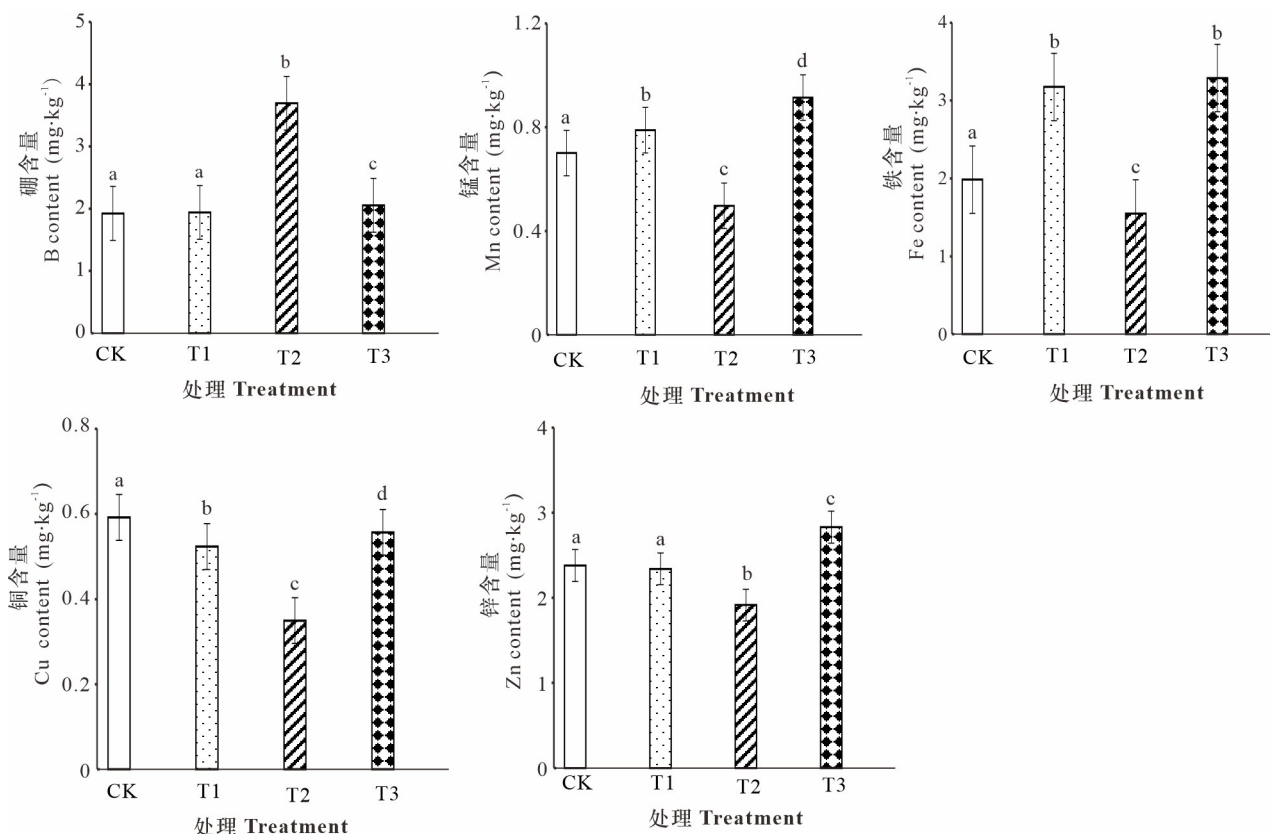 硼含量
B content (mg·kg⁻¹)
5
4
3
2
1
0
a
a
b
c
CK
T1
T2
T3
处理 Treatment
锰含量
Mn content (mg·kg⁻¹)
1.2
0.8
0.4
0
a
b
c
d
CK
T1
T2
T3
处理 Treatment
铁含量
Fe content (mg·kg⁻¹)
4
3
2
1
0
a
b
c
b
CK
T1
T2
T3
处理 Treatment
铜含量
Cu content (mg·kg⁻¹)
0.8
0.6
0.4
0.2
0
a
b
c
d
CK
T1
T2
T3
处理 Treatment
锌含量
Zn content (mg·kg⁻¹)
4
3
2
1
0
a
a
b
c
CK
T1
T2
T3
处理 Treatment